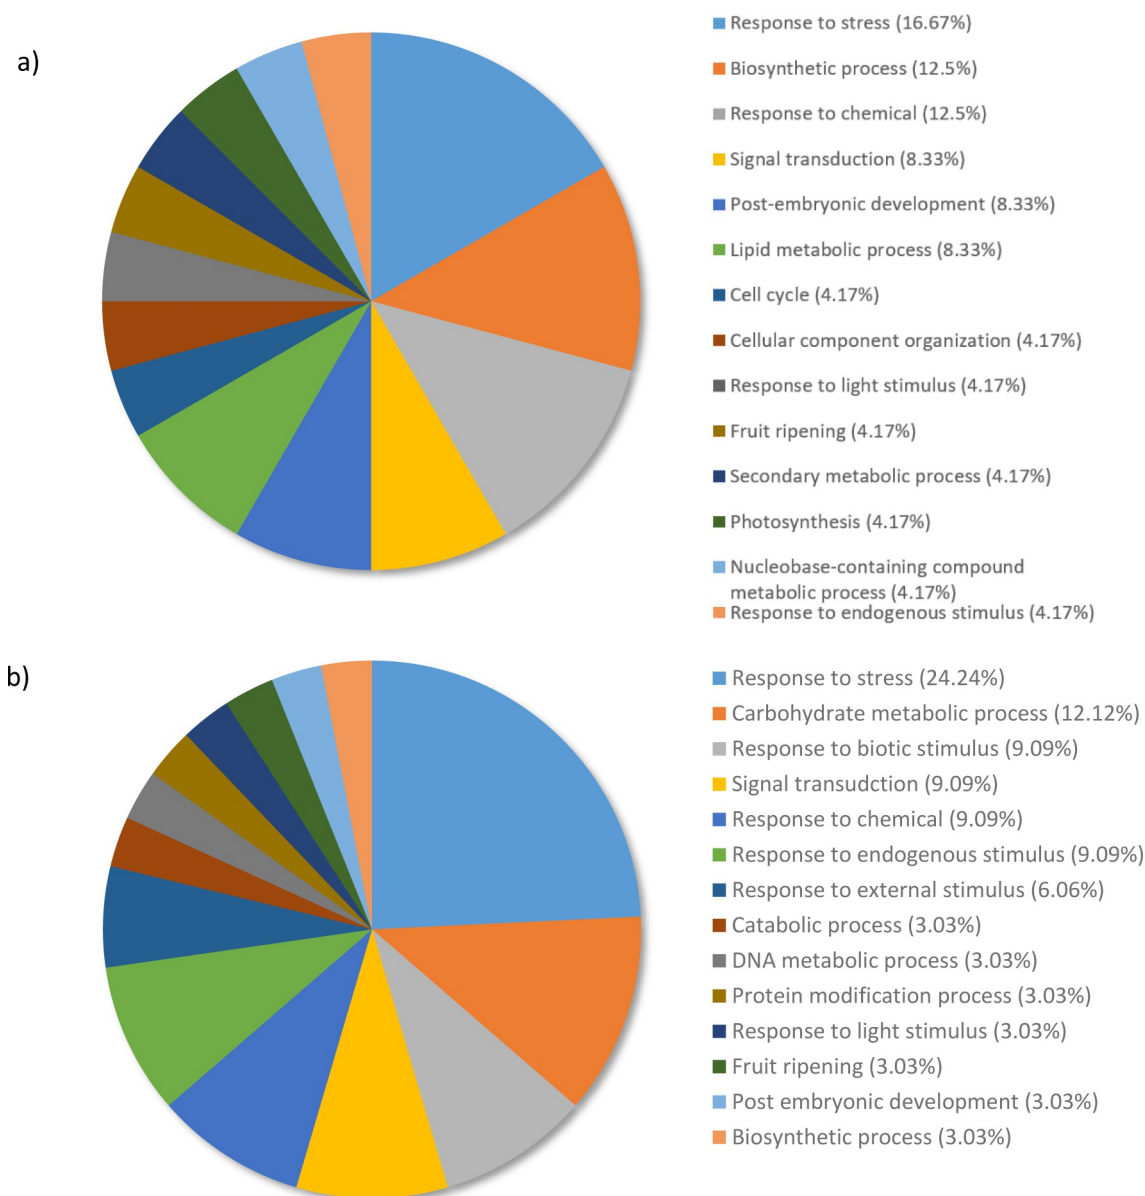 a)
Response to stress (16.67%)
Biosynthetic process (12.5%)
Response to chemical (12.5%)
Signal transduction (8.33%)
Post-embryonic development (8.33%)
Lipid metabolic process (8.33%)
Cell cycle (4.17%)
Cellular component organization (4.17%)
Response to light stimulus (4.17%)
Fruit ripening (4.17%)
Secondary metabolic process (4.17%)
Photosynthesis (4.17%)
Nucleobase-containing compound
metabolic process (4.17%)
Response to endogenous stimulus (4.17%)
b)
Response to stress (24.24%)
Carbohydrate metabolic process (12.12%)
Response to biotic stimulus (9.09%)
Signal transudction (9.09%)
Response to chemical (9.09%)
Response to endogenous stimulus (9.09%)
Response to external stimulus (6.06%)
Catabolic process (3.03%)
DNA metabolic process (3.03%)
Protein modification process (3.03%)
Response to light stimulus (3.03%)
Fruit ripening (3.03%)
Post embryonic development (3.03%)
Biosynthetic process (3.03%)